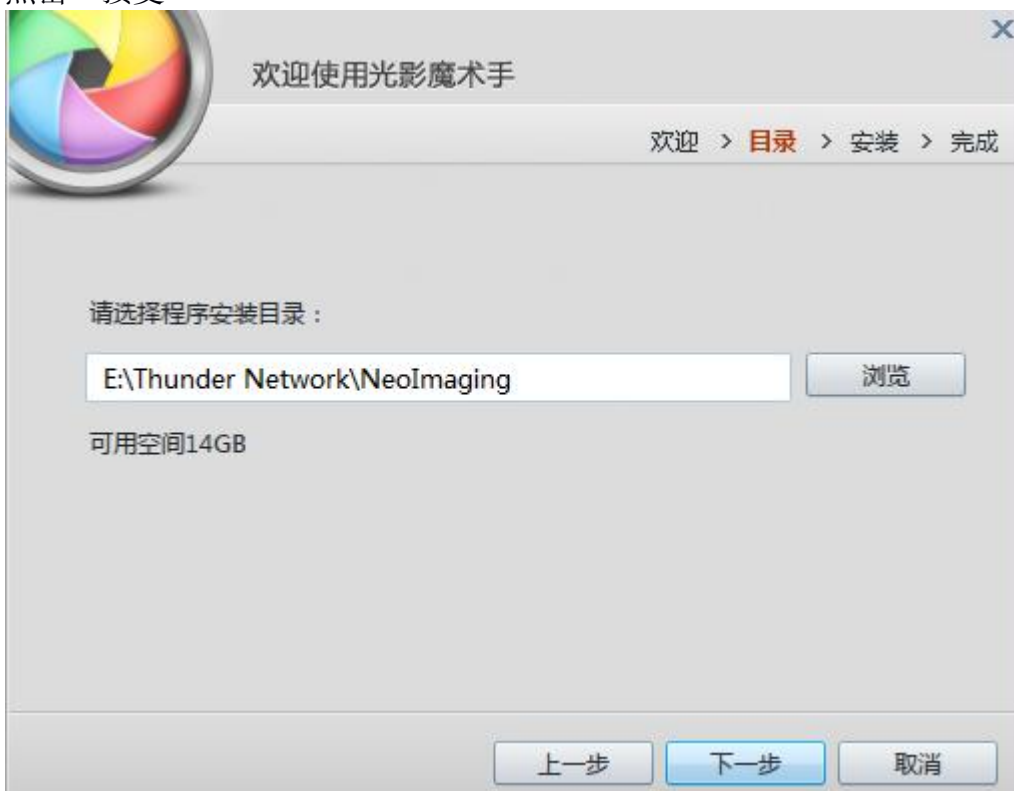 欢迎使用光影魔术手
欢迎 > 目录 > 安装 > 完成
请选择程序安装目录：
E:\Thunder Network\NeoImaging
浏览
可用空间14GB
上一步
下一步
取消